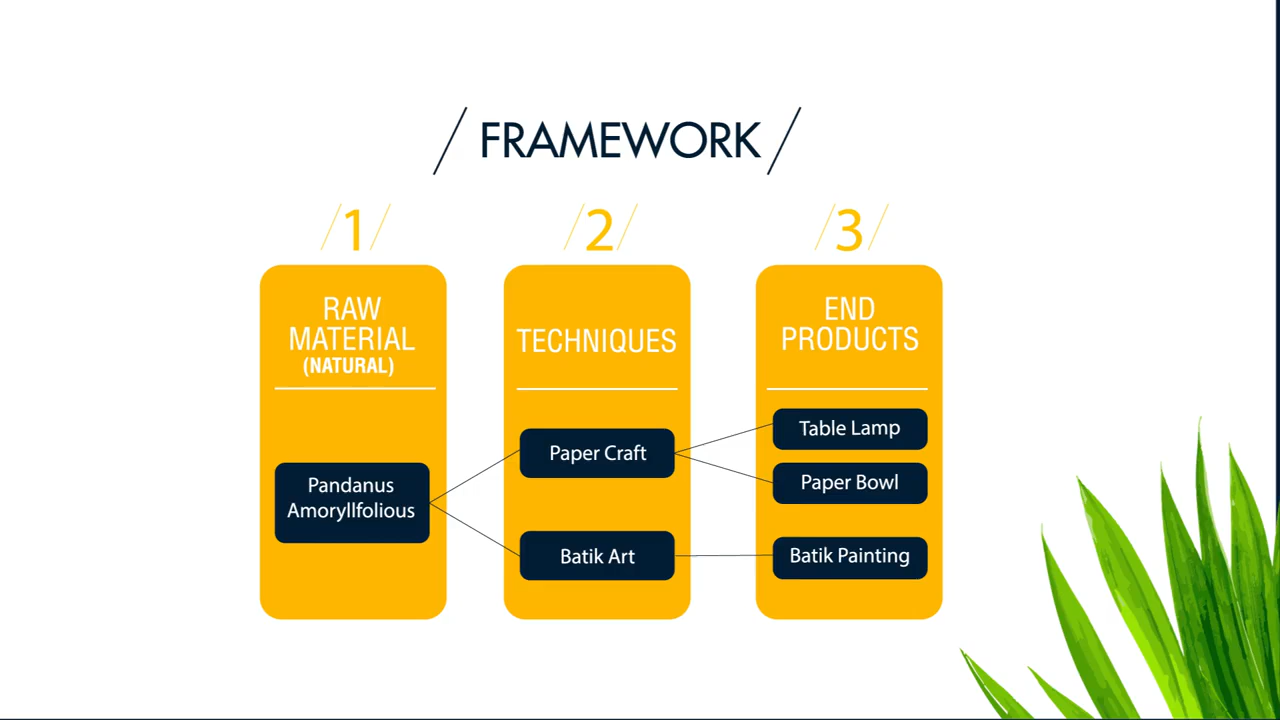 FRAMEWORK
1
2
3
RAW
MATERIAL
(NATURAL)
Pandanus
Amoryllfolious
TECHNIQUES
Paper Craft
Batik Art
END
PRODUCTS
Table Lamp
Paper Bowl
Batik Painting